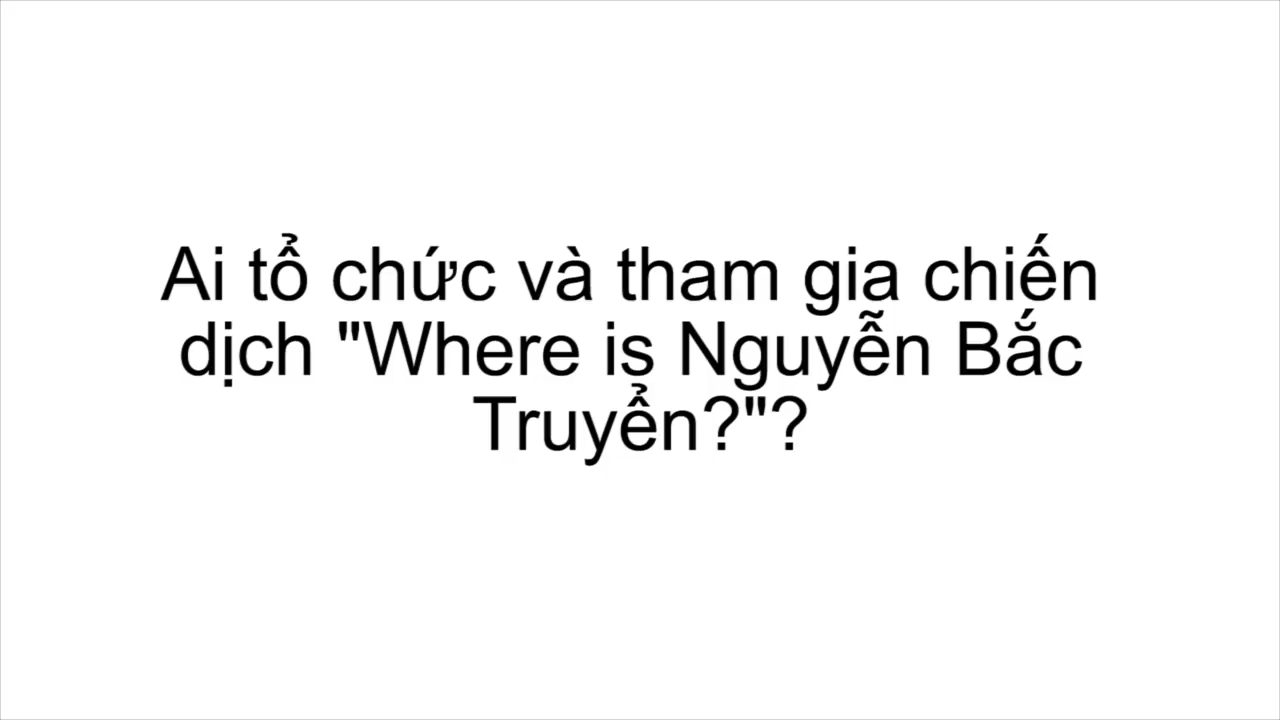 Ai tổ chức và tham gia chiến
dịch "Where is Nguyễn Bắc
Truyển?"?